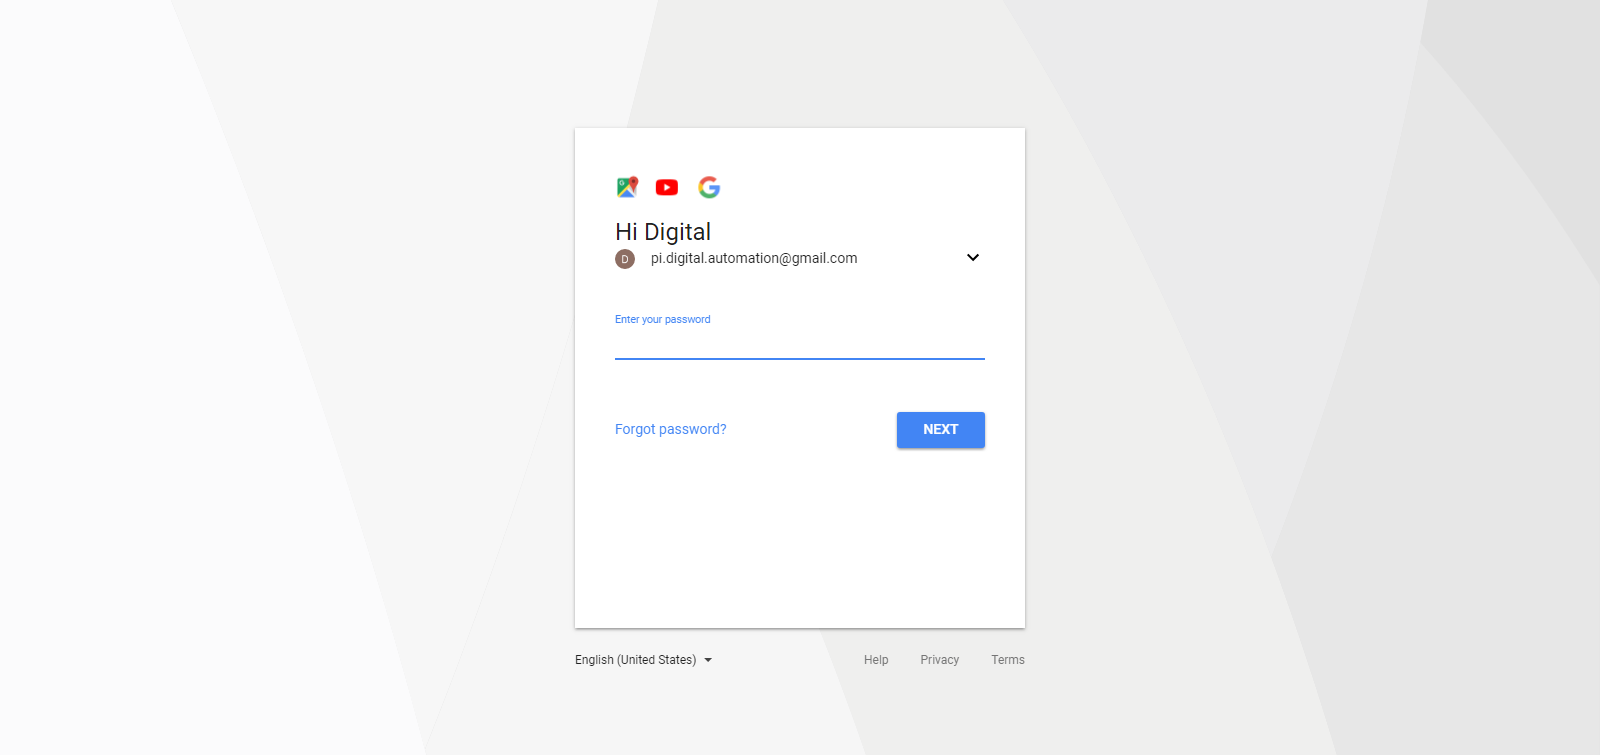 Hi Digital
D pi.digital.automation@gmail.com
Enter your password
Forgot password? NEXT
English (United States) Help Privacy Terms